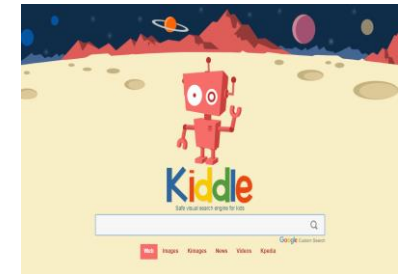 Kiddle
Safe visual search engine for kids
Google Custom Search
Web Images Kimages News Videos Kpedia